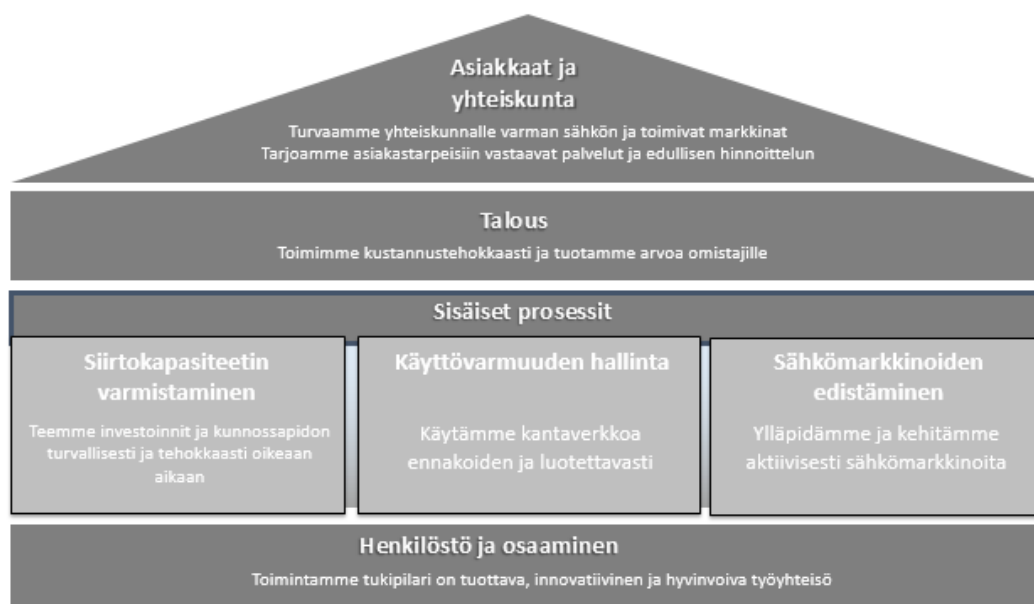 Asiakkaat ja
yhteiskunta
Turvaamme yhteiskunnalle varman sähkön ja toimivat markkinat
Tarjoamme asiakastarpeisiin vastaavat palvelut ja edullisen hinnoittelun
Talous
Toimimme kustannustehokkaasti ja tuotamme arvoa omistajille
Sisäiset prosessit
Siirtokapasiteetin
varmistaminen
Teemme investoinnit ja kunnossapidon
turvallisesti ja tehokkaasti oikeaan
aikaan
Käyttövarmuuden hallinta
Käytämme kantaverkkoa
ennakoiden ja luotettavasti
Sähkömarkkinoiden
edistäminen
Ylläpidämme ja kehitämme
aktiivisesti sähkömarkkinoita
Henkilöstö ja osaaminen
Toimintamme tukipilari on tuottava, innovatiivinen ja hyvinvoiva työyhteisö